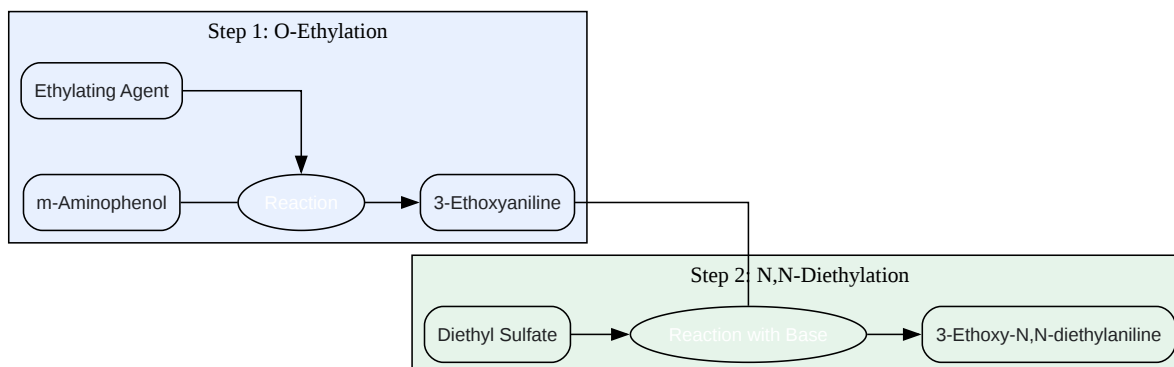 Step 1: O-Ethylation
Ethylating Agent
m-Aminophenol
Reaction
3-Ethoxyaniline
Step 2: N,N-Diethylation
Diethyl Sulfate
Reaction with Base
3-Ethoxy-N,N-diethylaniline